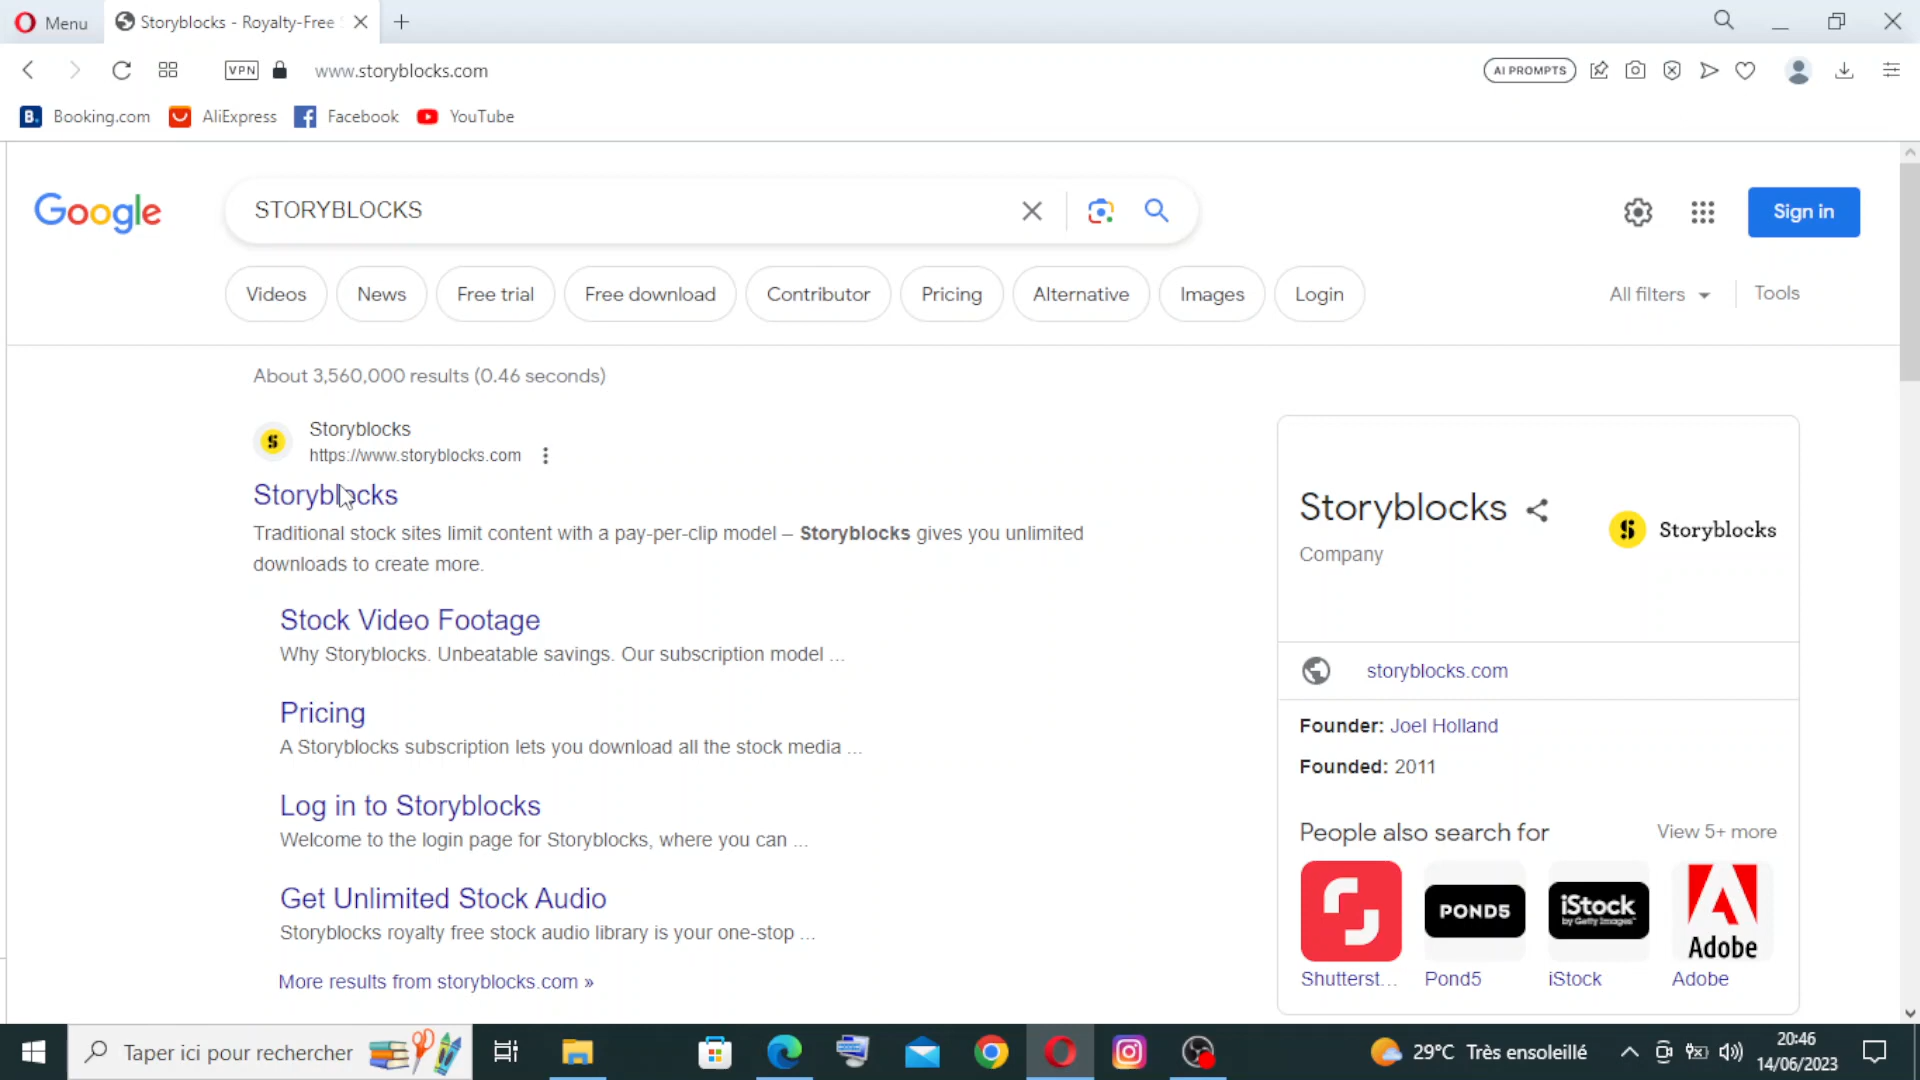 Menu
Storyblocks - Royalty-Free
VPN
www.storyblocks.com
AI PROMPTS
B. Booking.com
AliExpress
Facebook
YouTube
Google
STORYBLOCKS
Sign in
Videos
News
Free trial
Free download
Contributor
Pricing
Alternative
Images
Login
All filters
Tools
About 3,560,000 results (0.46 seconds)
Storyblocks
https://www.storyblocks.com
Storyblocks
Traditional stock sites limit content with a pay-per-clip model – Storyblocks gives you unlimited
downloads to create more.
Stock Video Footage
Why Storyblocks. Unbeatable savings. Our subscription model ...
Pricing
A Storyblocks subscription lets you download all the stock media ...
Log in to Storyblocks
Welcome to the login page for Storyblocks, where you can ...
Get Unlimited Stock Audio
Storyblocks royalty free stock audio library is your one-stop ...
More results from storyblocks.com »
Storyblocks
Company
Storyblocks
storyblocks.com
Founder: Joel Holland
Founded: 2011
People also search for
View 5+ more
POND5
iStock
by Getty Images™
Adobe
Shutterst...
Pond5
iStock
Adobe
Taper ici pour rechercher
29°C Très ensoleillé
20:46
14/06/2023